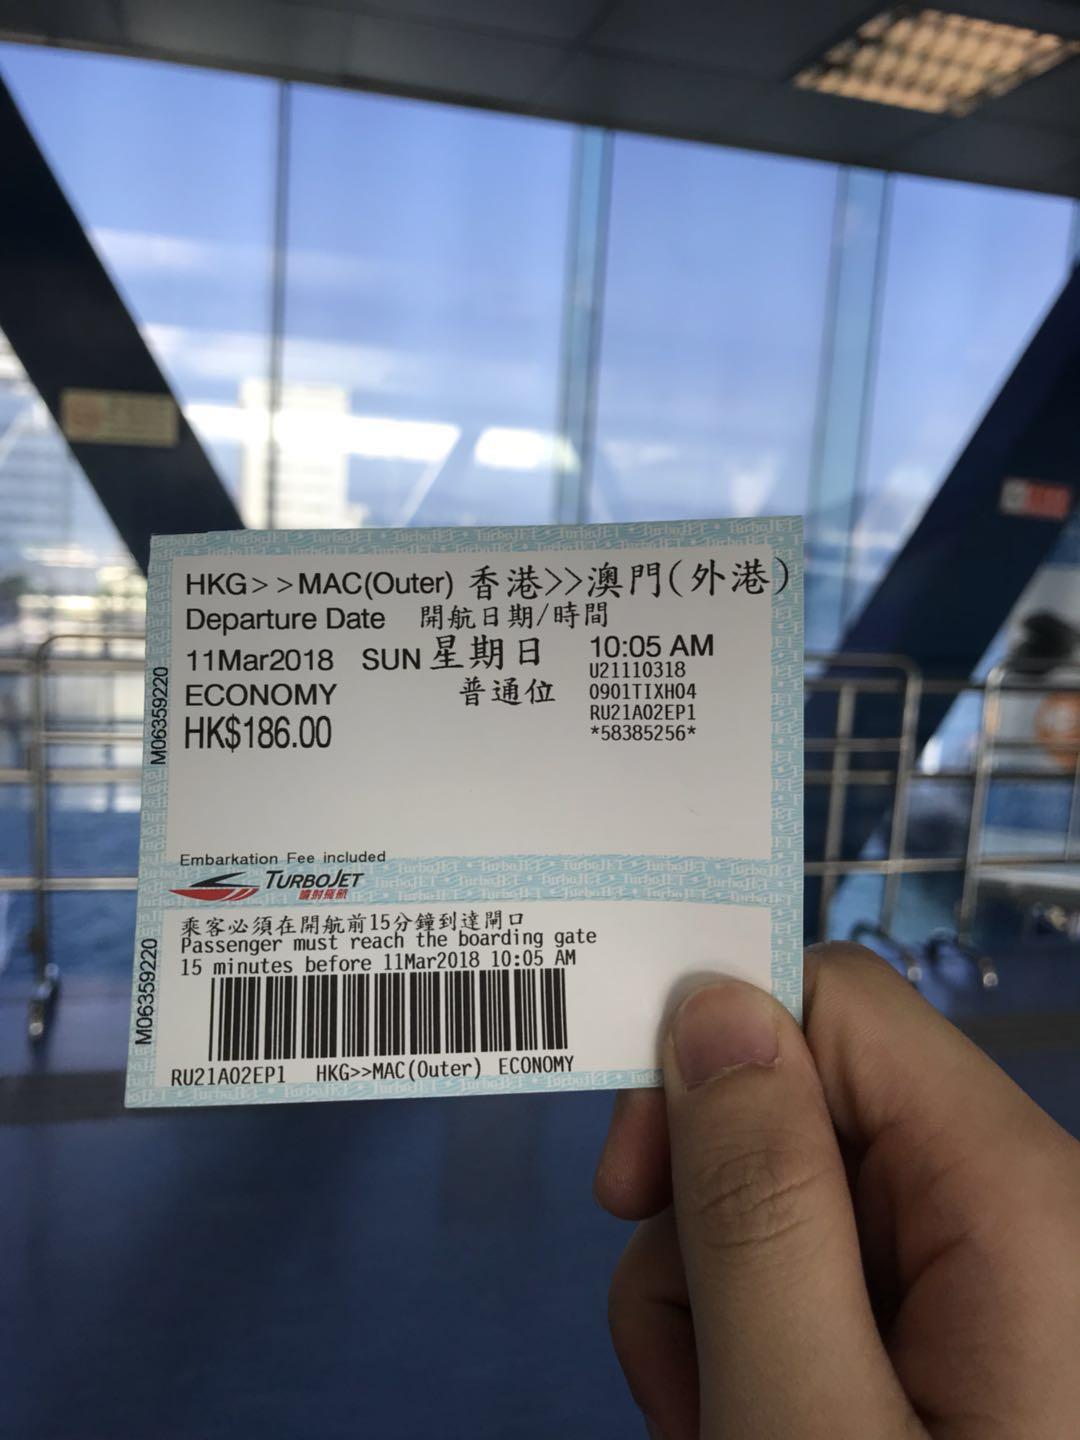 HKG>>MAC(Outer) 香港>>澳門(外港)
Departure Date 開航日期/時間
11Mar2018 SUN 星期日 10:05 AM
U21110318
ECONOMY 普通位 0901TIXH04
HK$186.00 RU21A02EP1
*58385256*
M06359220
Embarkation Fee included
TURBOJET
噴射飛航
乘客必須在開航前15分鐘到達閘口
Passenger must reach the boarding gate
15 minutes before 11Mar2018 10:05 AM
M06359220
RU21A02EP1 HKG>>MAC(Outer) ECONOMY